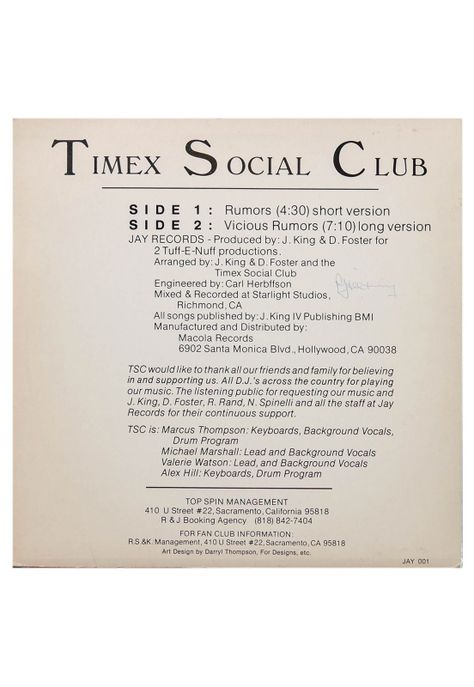 TIMEX SOCIAL CLUB
SIDE 1: Rumors (4:30) short version
SIDE 2: Vicious Rumors (7:10) long version
JAY RECORDS - Produced by: J. King & D. Foster for
2 Tuff-E-Nuff productions.
Arranged by: J. King & D. Foster and the
Timex Social Club
Engineered by: Carl Herbffson
Mixed & Recorded at Starlight Studios,
Richmond, CA
All songs published by: J. King IV Publishing BMI
Manufactured and Distributed by:
Macola Records
6902 Santa Monica Blvd., Hollywood, CA 90038
TSC would like to thank all our friends and family for believing
in and supporting us. All D.J.'s across the country for playing
our music. The listening public for requesting our music and
J. King, D. Foster, R. Rand, N. Spinelli and all the staff at Jay
Records for their continuous support.
TSC is: Marcus Thompson: Keyboards, Background Vocals,
Drum Program
Michael Marshall: Lead and Background Vocals
Valerie Watson: Lead, and Background Vocals
Alex Hill: Keyboards, Drum Program
TOP SPIN MANAGEMENT
410 U Street #22, Sacramento, California 95818
R & J Booking Agency (818) 842-7404
FOR FAN CLUB INFORMATION:
R.S.&K. Management, 410 U Street #22, Sacramento, CA 95818
Art Design by Darryl Thompson, For Designs, etc.
JAY 001